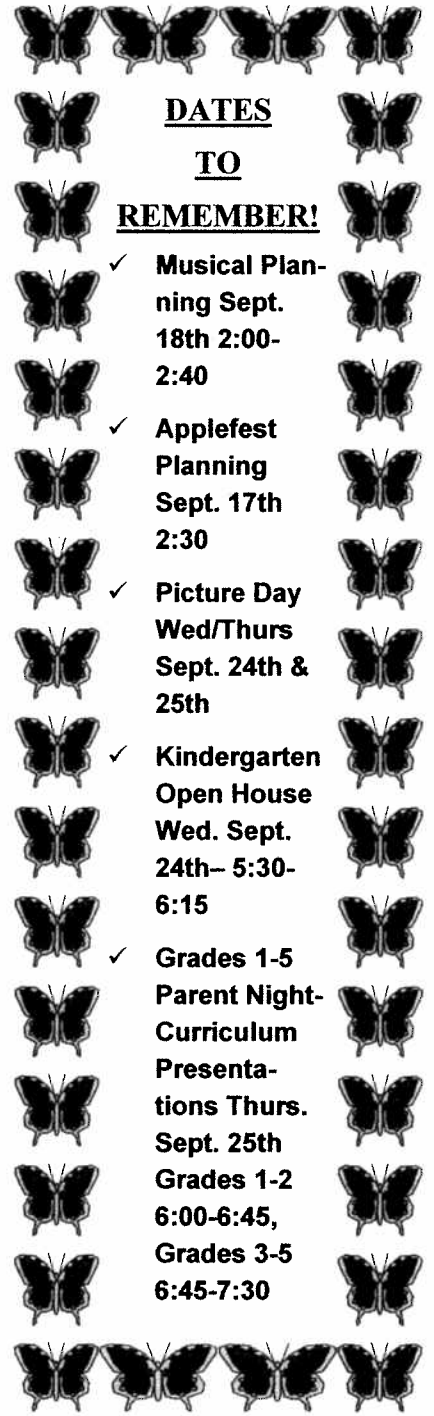 DATES
TO
REMEMBER!
✓ Musical Plan-
ning Sept.
18th 2:00-
2:40
✓ Applefest
Planning
Sept. 17th
2:30
✓ Picture Day
Wed/Thurs
Sept. 24th &
25th
✓ Kindergarten
Open House
Wed. Sept.
24th– 5:30-
6:15
✓ Grades 1-5
Parent Night-
Curriculum
Presenta-
tions Thurs.
Sept. 25th
Grades 1-2
6:00-6:45,
Grades 3-5
6:45-7:30